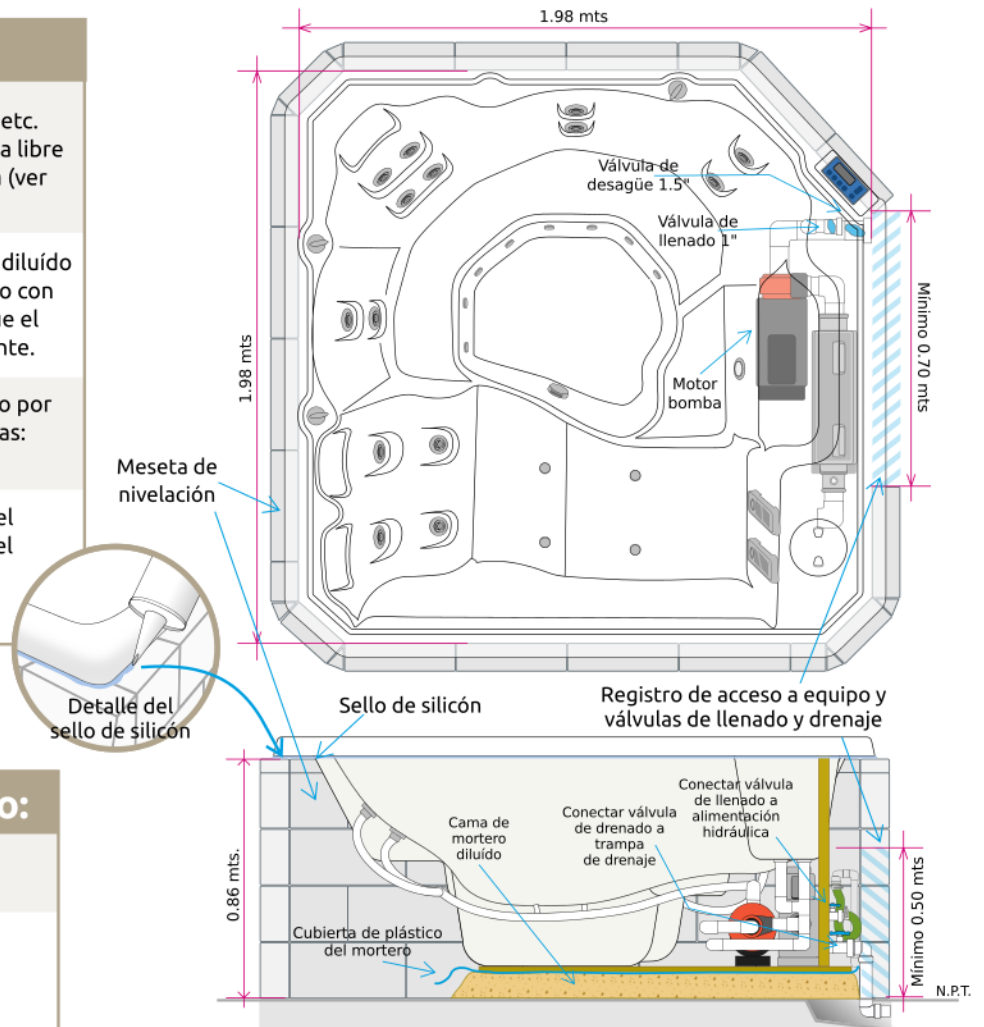 etc.
a libre
(ver
diluído
o con
el
nte.
o por
as:
el
el
o:
1.98 mts
1.98 mts
Válvula de
desagüe 1.5"
Válvula de
llenado 1"
Mínimo 0.70 mts
Motor
bomba
Meseta de
nivelación
Detalle del
sello de silicón
Sello de silicón
Registro de acceso a equipo y
válvulas de llenado y drenaje
0.86 mts.
Cama de
mortero
diluído
Conectar válvula
de drenado a
trampa
de drenaje
Conectar válvula
de llenado a
alimentación
hidráulica
Cubierta de plástico
del mortero
Mínimo 0.50 mts
N.P.T.